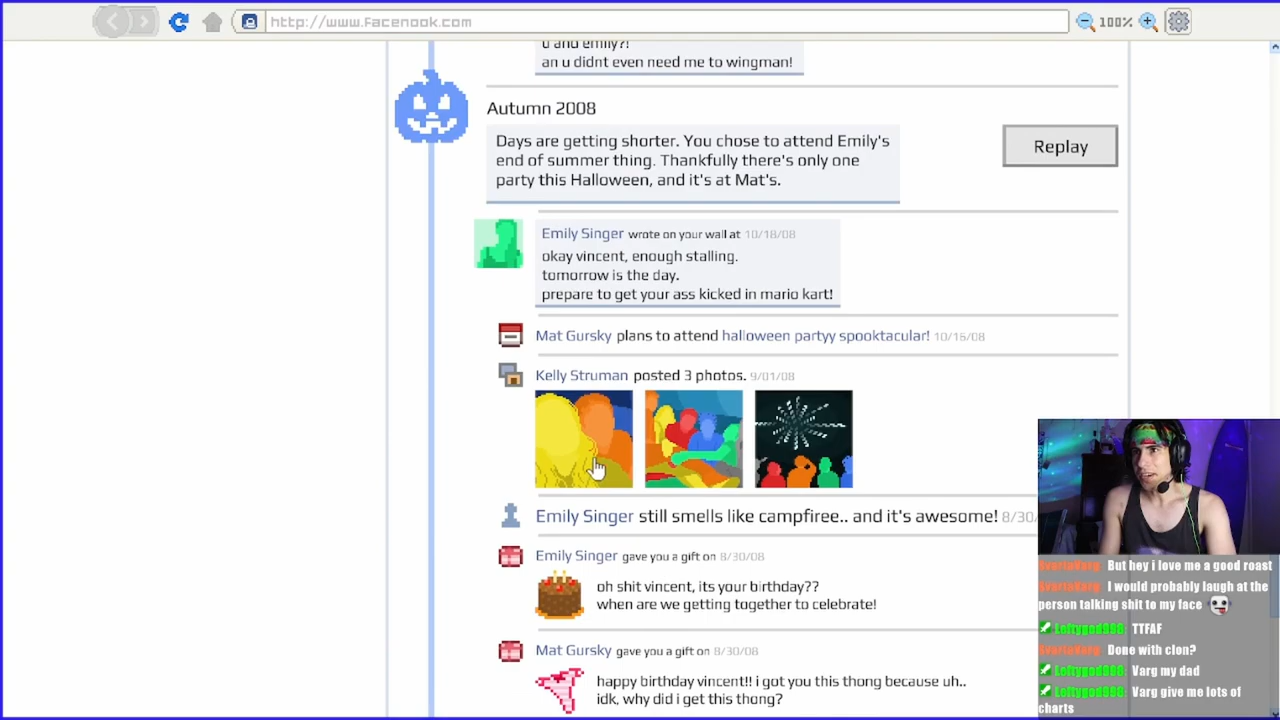 http://www.facenook.com
100%
u and emily?!
an u didnt even need me to wingman!
Autumn 2008
Days are getting shorter. You chose to attend Emily's
end of summer thing. Thankfully there's only one
party this Halloween, and it's at Mat's.
Replay
Emily Singer wrote on your wall at 10/18/08
okay vincent, enough stalling.
tomorrow is the day.
prepare to get your ass kicked in mario kart!
Mat Gursky plans to attend halloween partyy spooktacular! 10/16/08
Kelly Struman posted 3 photos. 9/01/08
Emily Singer still smells like campfiree.. and it's awesome! 8/30/
Emily Singer gave you a gift on 8/30/08
oh shit vincent, its your birthday??
when are we getting together to celebrate!
Mat Gursky gave you a gift on 8/30/08
happy birthday vincent!! i got you this thong because uh..
idk, why did i get this thong?
But hey i love me a good roast
I would probably laugh at the
person talking shit to my face
Loftygod666: TTFAF
Done with clon?
Varg my dad
Varg give me lots of
charts